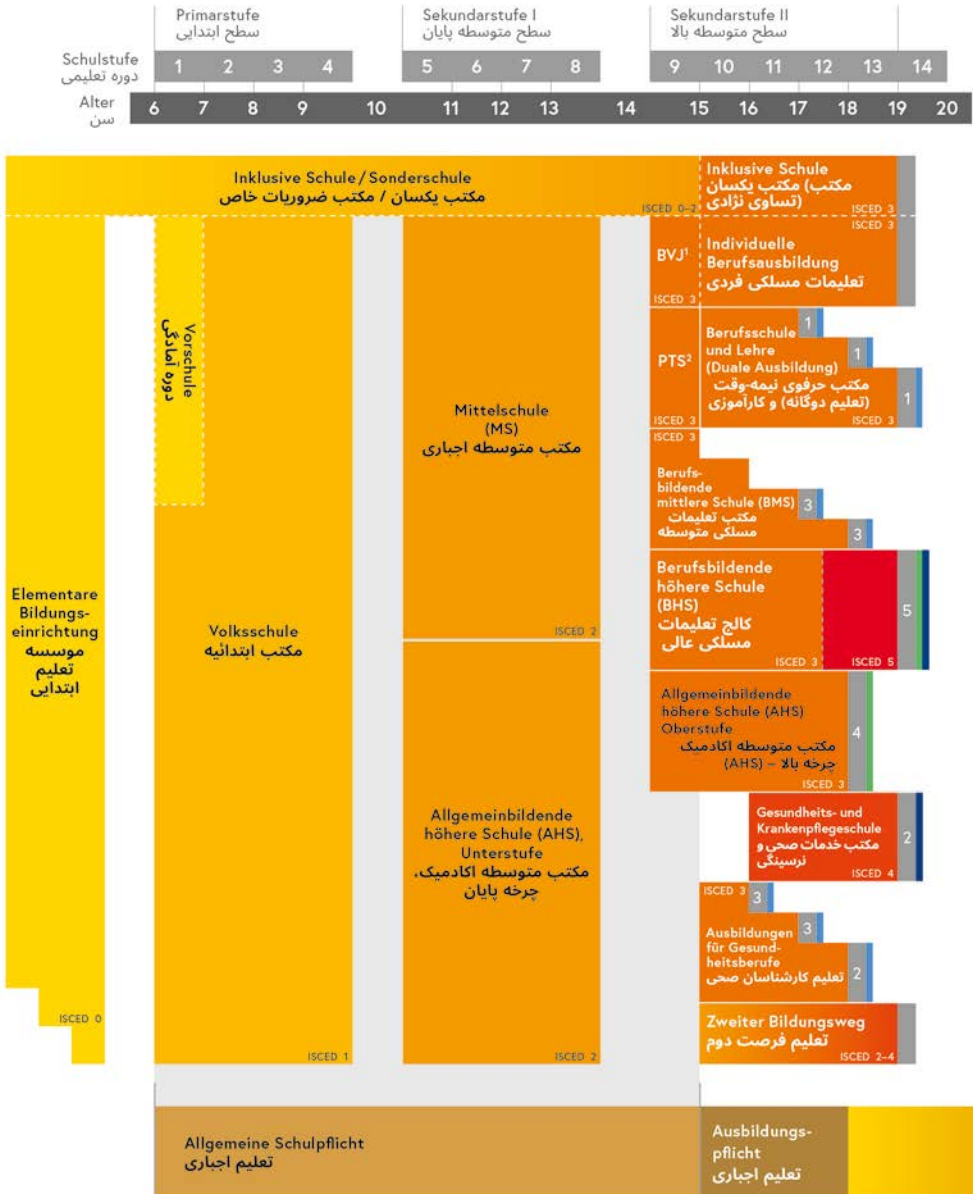 Primarstufe
سطح ابتدایی
Sekundarstufe I
سطح متوسطه پایان
Sekundarstufe II
سطح متوسطه بالا
Schulstufe
دوره تعلیمی
1 2 3 4 5 6 7 8 9 10 11 12 13 14
Alter
سن
6 7 8 9 10 11 12 13 14 15 16 17 18 19 20
Inklusive Schule / Sonderschule
مکتب یکسان / مکتب ضروریات خاص
ISCED 0–2
Inklusive Schule
مکتب یکسان (مکتب
تساوی نژادی)
ISCED 3
BVJ¹
ISCED 3
ISCED 3
Individuelle
Berufsausbildung
تعلیمات مسلکی فردی
Vorschule
دوره آمادگی
PTS²
ISCED 3
Berufsschule
und Lehre
(Duale Ausbildung)
مکتب حرفوی نیمه-وقت
(تعلیم دوگانه) و کارآموزی
ISCED 3
1
1
1
Mittelschule
(MS)
مکتب متوسطه اجباری
ISCED 2
ISCED 3
Berufs-
bildende
mittlere Schule (BMS)
مکتب تعلیمات
مسلکی متوسطه
3
3
Elementare
Bildungs-
einrichtung
موسسه
تعلیم
ابتدایی
ISCED 0
Volksschule
مکتب ابتدائیه
ISCED 1
Berufsbildende
höhere Schule
(BHS)
کالج تعلیمات
مسلکی عالی
ISCED 3
ISCED 5
5
Allgemeinbildende
höhere Schule (AHS)
Oberstufe
مکتب متوسطه اکادمیک
چرخه بالا – (AHS)
ISCED 3
4
Allgemeinbildende
höhere Schule (AHS),
Unterstufe
مکتب متوسطه اکادمیک،
چرخه پایان
ISCED 2
Gesundheits- und
Krankenpflegeschule
مکتب خدمات صحی و
نرسینگی
ISCED 4
2
ISCED 3
3
3
Ausbildungen
für Gesund-
heitsberufe
تعلیم کارشناسان صحی
2
Zweiter Bildungsweg
تعلیم فرصت دوم
ISCED 2–4
Allgemeine Schulpflicht
تعلیم اجباری
Ausbildungs-
pflicht
تعلیم اجباری